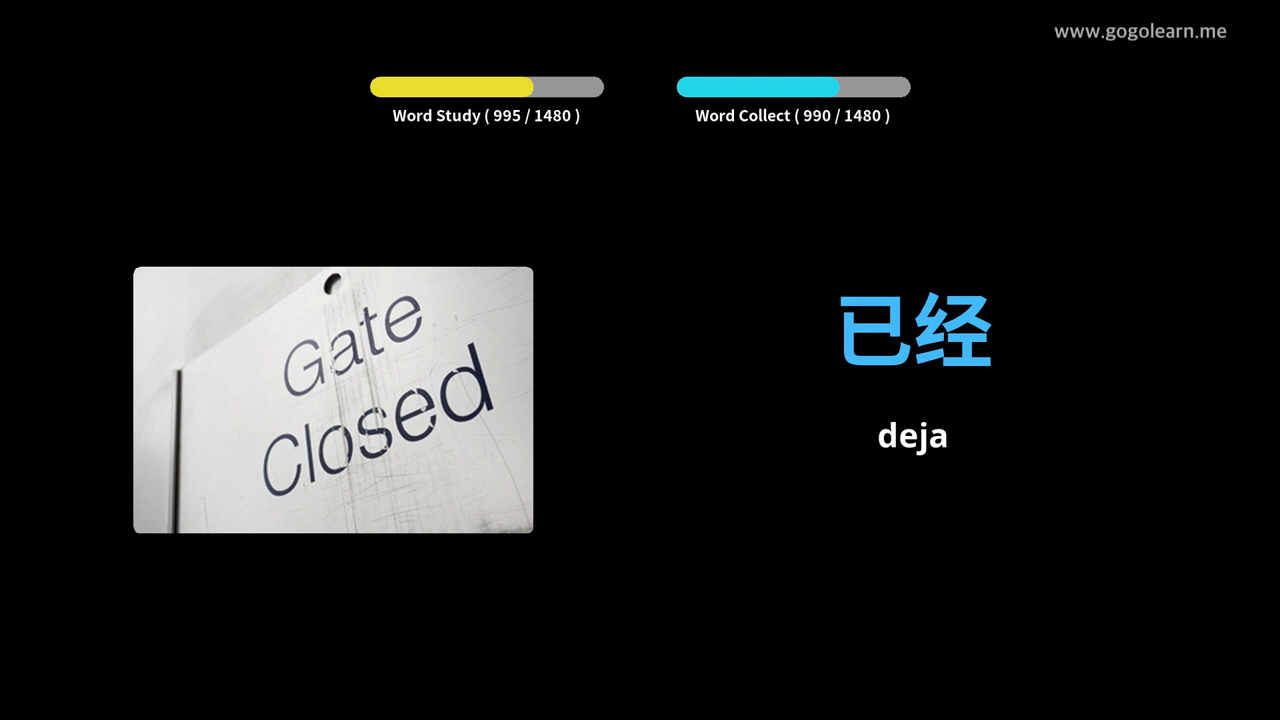 www.gogolearn.me
Word Study ( 995 / 1480 )
Word Collect ( 990 / 1480 )
Gate
Closed
已经
deja